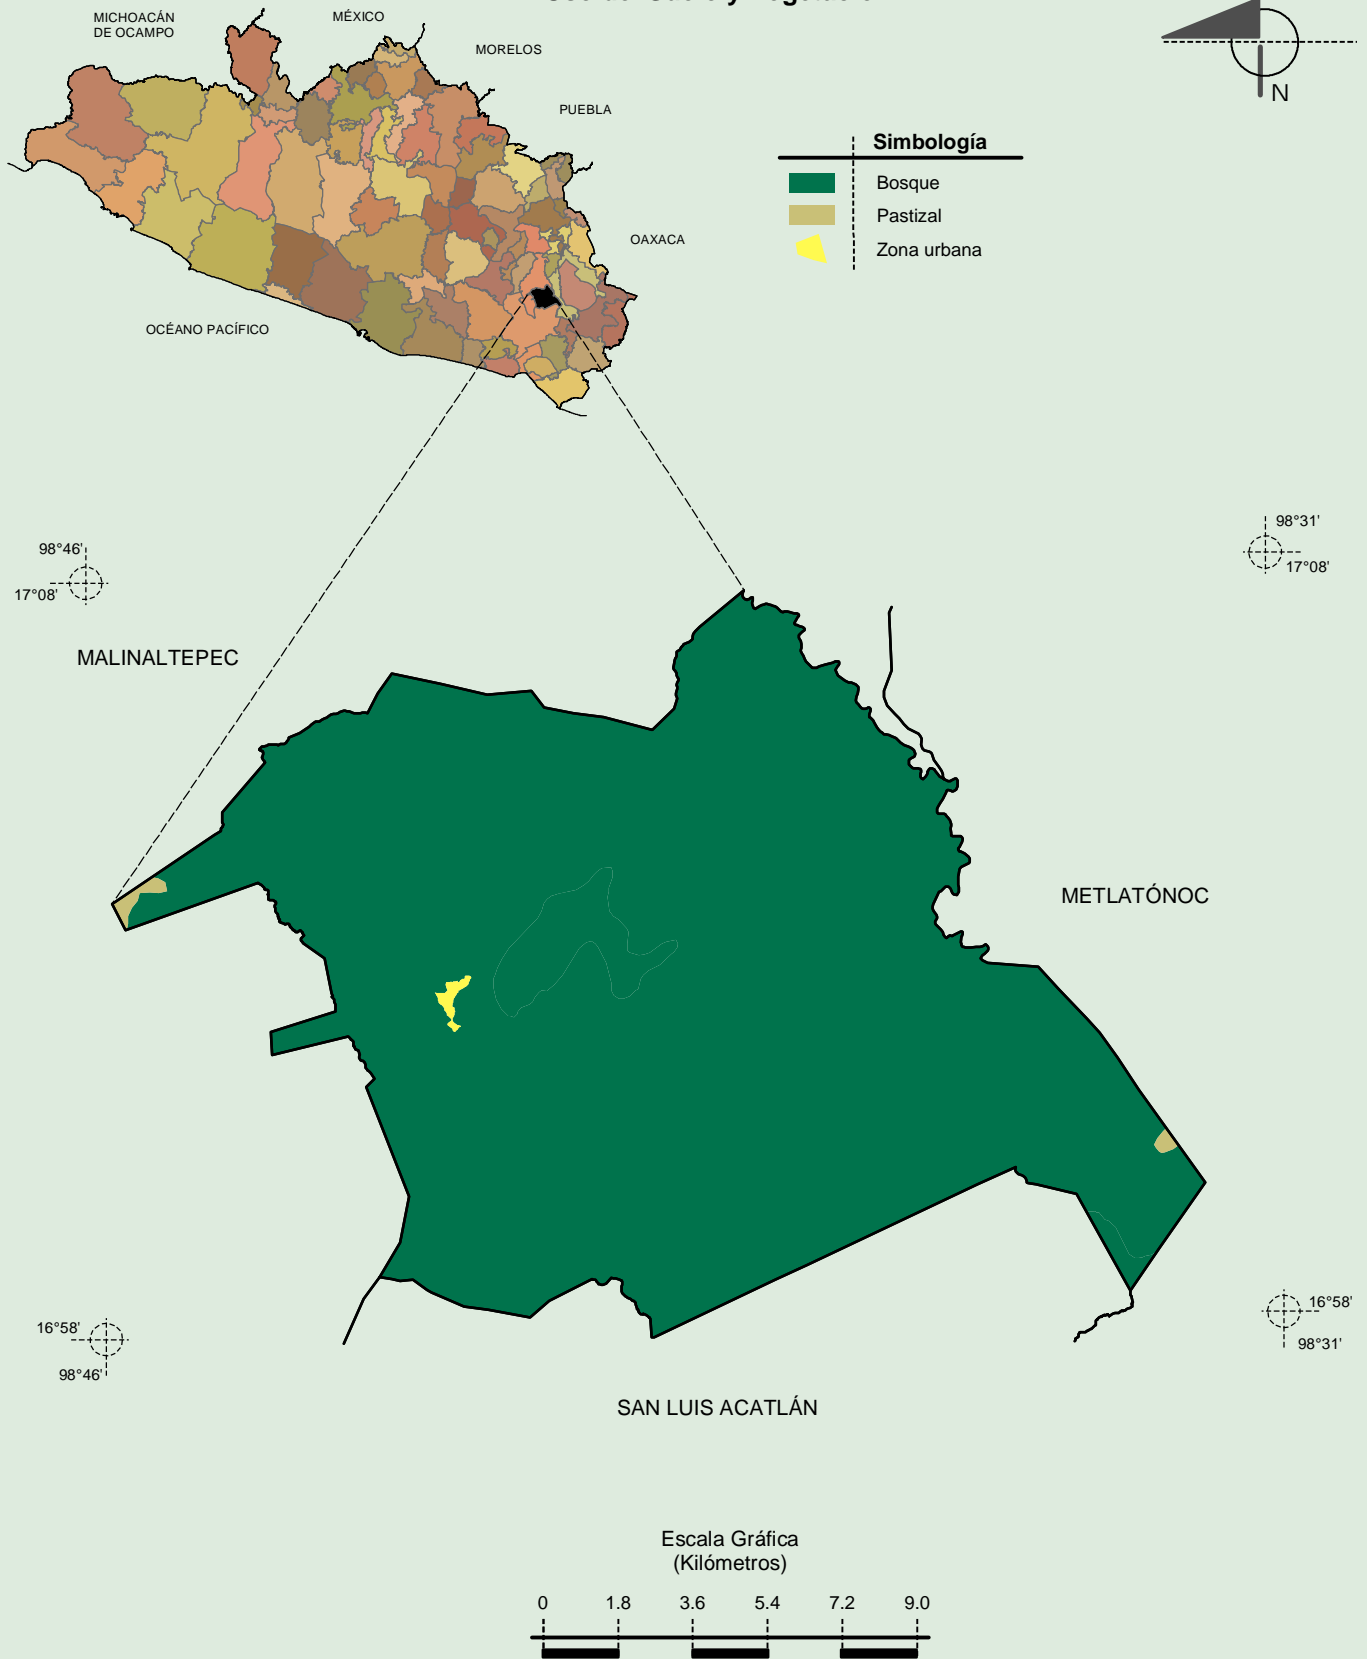 MICHOACÁN
DE OCAMPO
MÉXICO
MORELOS
PUEBLA
OAXACA
OCÉANO PACÍFICO
N
Simbología
Bosque
Pastizal
Zona urbana
98°46'
17°08'
98°31'
17°08'
MALINALTEPEC
METLATÓNOC
16°58'
98°46'
16°58'
98°31'
SAN LUIS ACATLÁN
Escala Gráfica
(Kilómetros)
0 1.8 3.6 5.4 7.2 9.0